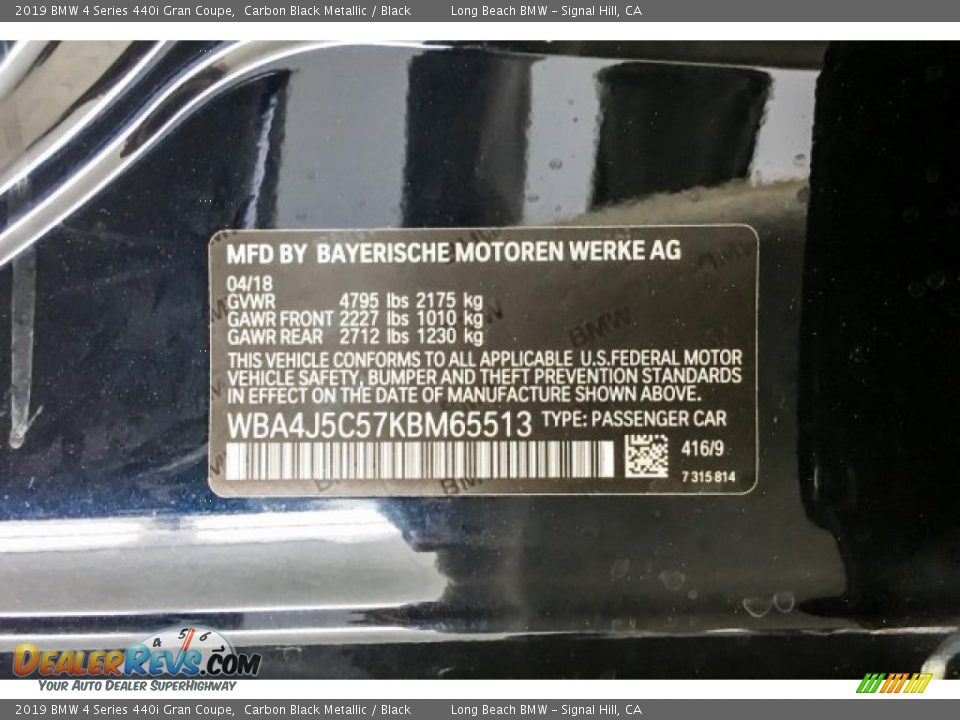 2019 BMW 4 Series 440i Gran Coupe, Carbon Black Metallic / Black Long Beach BMW - Signal Hill, CA
MFD BY BAYERISCHE MOTOREN WERKE AG
04/18
GVWR 4795 lbs 2175 kg
GAWR FRONT 2227 lbs 1010 kg
GAWR REAR 2712 lbs 1230 kg
THIS VEHICLE CONFORMS TO ALL APPLICABLE U.S.FEDERAL MOTOR
VEHICLE SAFETY, BUMPER AND THEFT PREVENTION STANDARDS
IN EFFECT ON THE DATE OF MANUFACTURE SHOWN ABOVE.
WBA4J5C57KBM65513 TYPE: PASSENGER CAR
416/9
7 315 814
4 5 6
DEALERREVS.COM
YOUR AUTO DEALER SUPERHIGHWAY
2019 BMW 4 Series 440i Gran Coupe, Carbon Black Metallic / Black Long Beach BMW - Signal Hill, CA